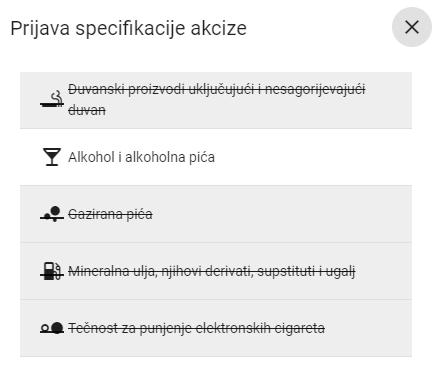 Prijava specifikacije akcize
Duvanski proizvodi uključujući i nesagorijevajući
duvan
Alkohol i alkoholna pića
Gazirana pića
Mineralna ulja, njihovi derivati, supstituti i ugalj
Tečnost za punjenje elektronskih cigareta